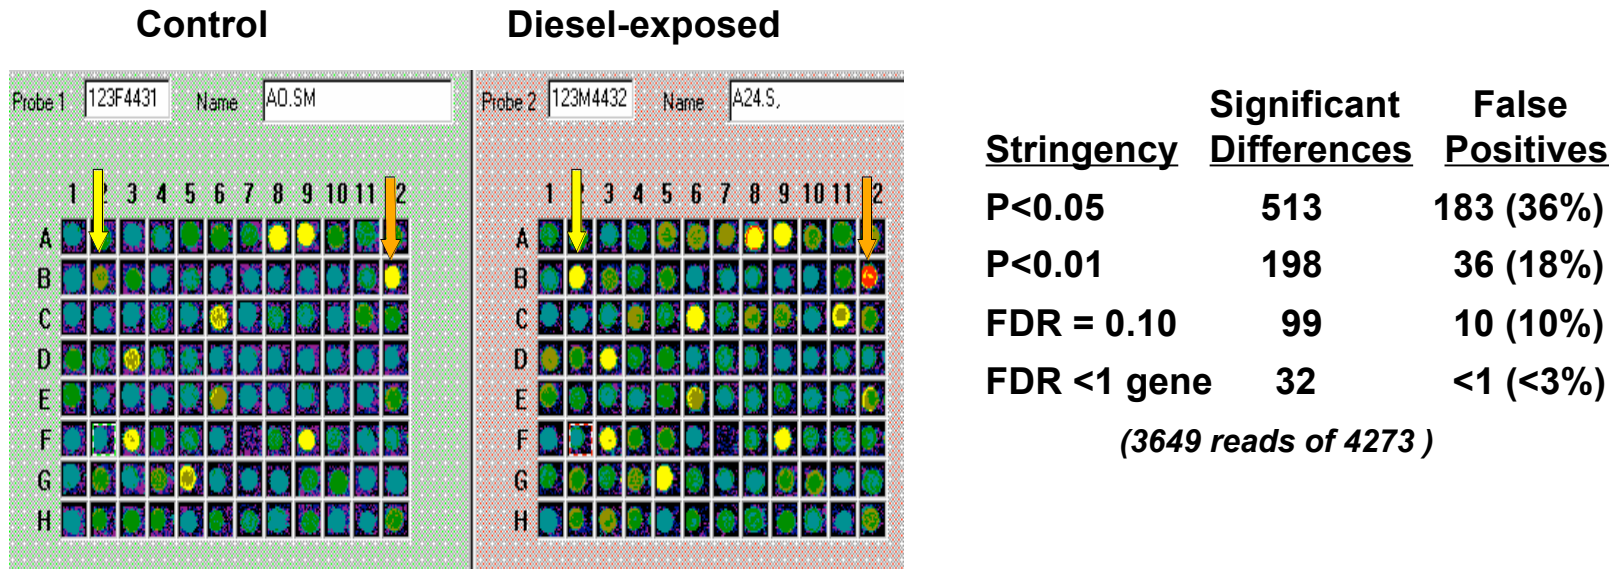 Control Diesel-exposed
Probe 1 123F4431 Name A0.SM
1 2 3 4 5 6 7 8 9 10 11 12
A
B
C
D
E
F
G
H
Probe 2 123M4432 Name A24.S,
1 2 3 4 5 6 7 8 9 10 11 12
A
B
C
D
E
F
G
H
Significant False
Stringency Differences Positives
P<0.05 513 183 (36%)
P<0.01 198 36 (18%)
FDR = 0.10 99 10 (10%)
FDR <1 gene 32 <1 (<3%)
(3649 reads of 4273 )